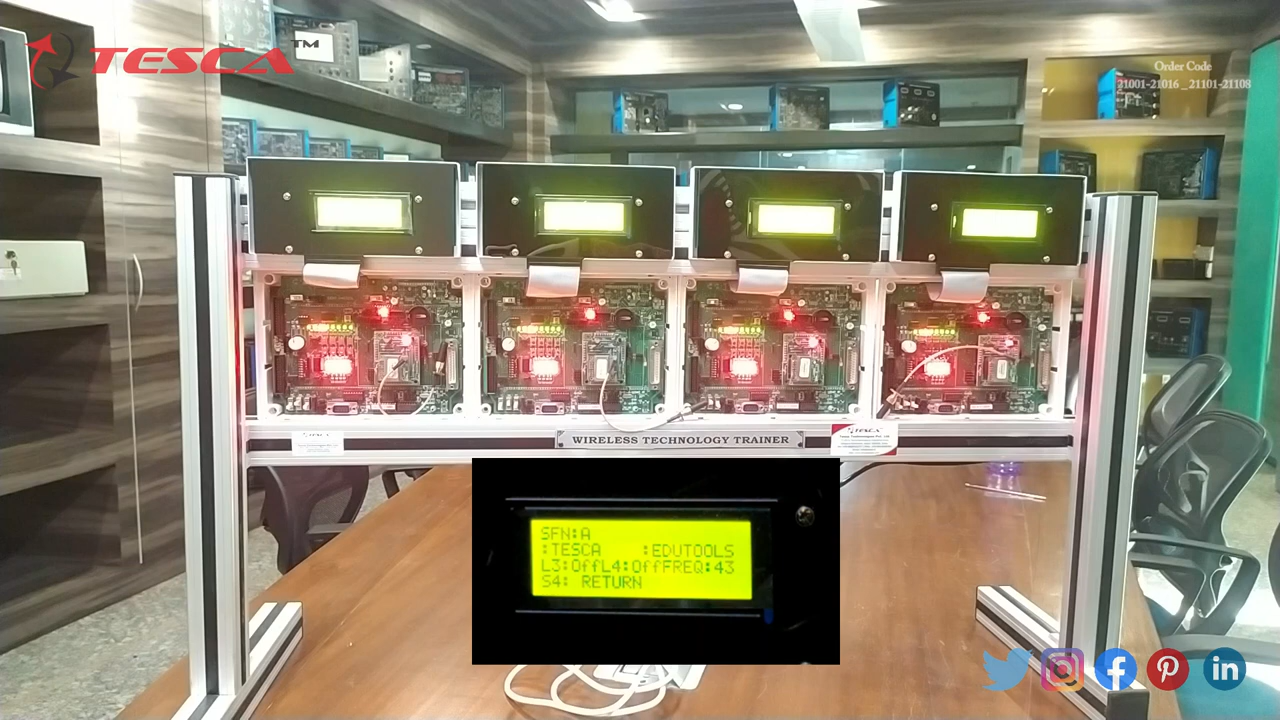 TESCA™
Order Code
21001-21016 _ 21101-21108
WIRELESS TECHNOLOGY TRAINER
TESCA
SFN:A
:TESCA :EDUTOOLS
L3:OffL4:OffFREQ:43
S4: RETURN